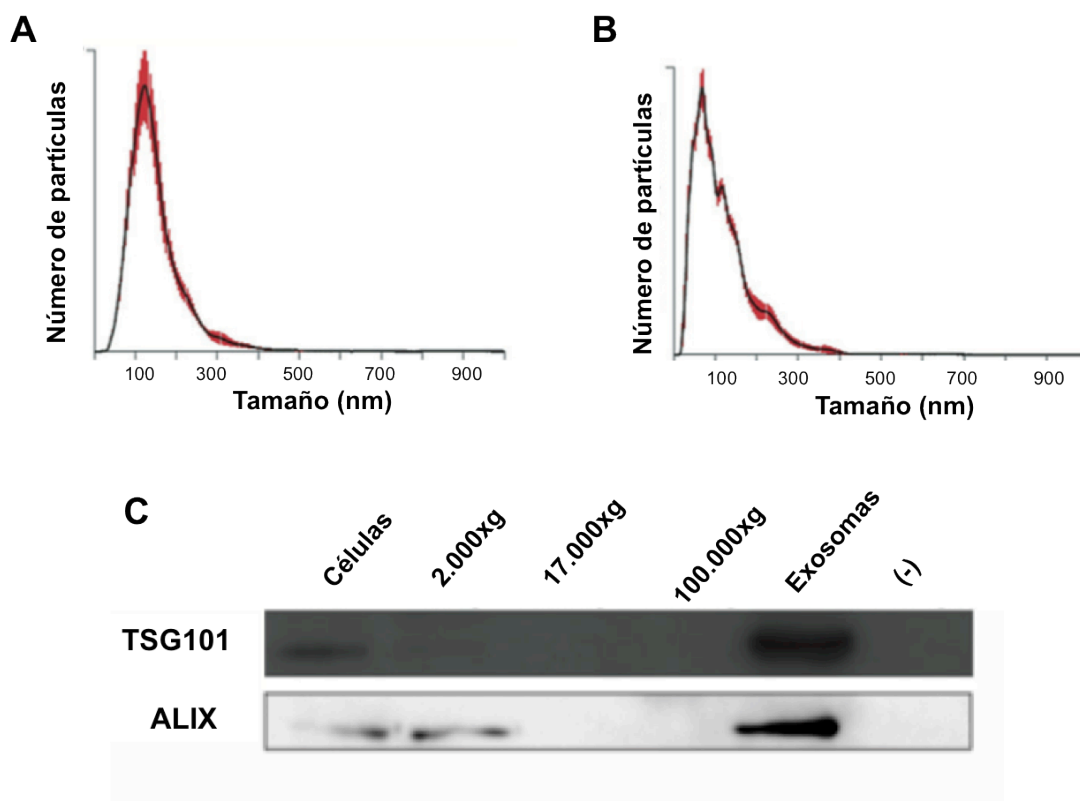 A
Número de partículas
100 300 500 700 900
Tamaño (nm)
B
Número de partículas
100 300 500 700 900
Tamaño (nm)
C
Células
2.000xg
17.000xg
100.000xg
Exosomas
(-)
TSG101
ALIX